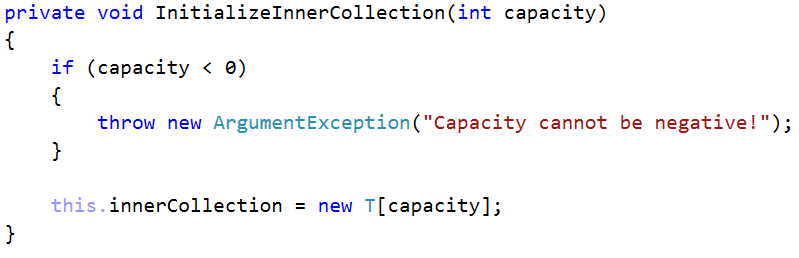 private void InitializeInnerCollection(int capacity)
{
    if (capacity < 0)
    {
        throw new ArgumentException("Capacity cannot be negative!");
    }

    this.innerCollection = new T[capacity];
}